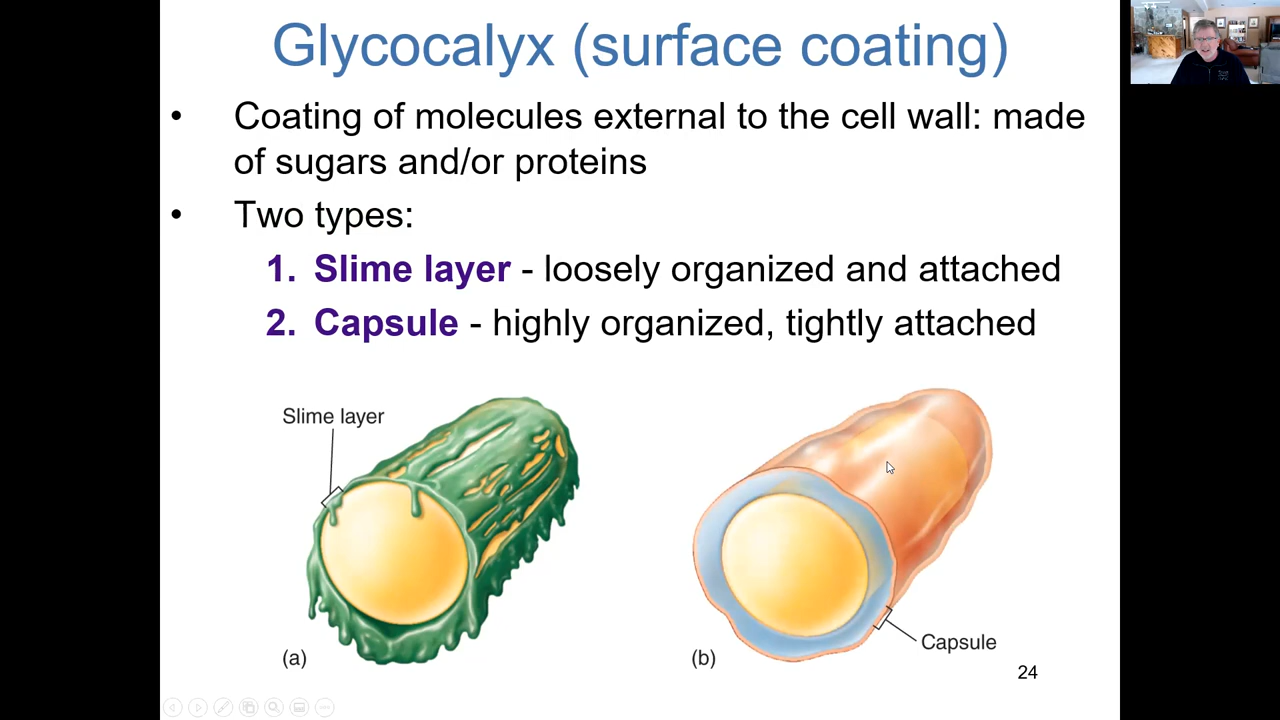 Glycocalyx (surface coating)
• Coating of molecules external to the cell wall: made
of sugars and/or proteins
• Two types:
1. Slime layer - loosely organized and attached
2. Capsule - highly organized, tightly attached
Slime layer
(a)
(b)
Capsule
24